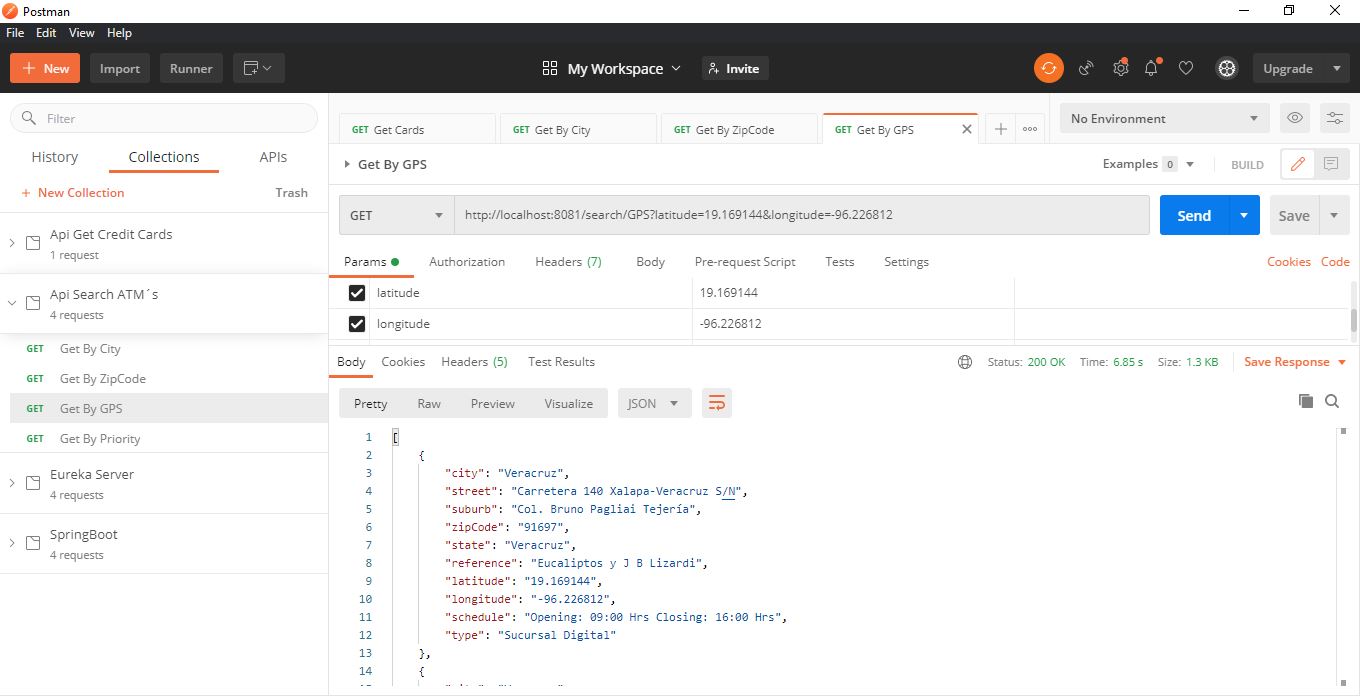 Postman
File Edit View Help
+ New Import Runner My Workspace Invite Upgrade
Filter
History Collections APIs
+ New Collection Trash
Api Get Credit Cards
1 request
Api Search ATM´s
4 requests
GET Get By City
GET Get By ZipCode
GET Get By GPS
GET Get By Priority
Eureka Server
4 requests
SpringBoot
4 requests
GET Get Cards GET Get By City GET Get By ZipCode GET Get By GPS No Environment
Get By GPS Examples 0 BUILD
GET http://localhost:8081/search/GPS?latitude=19.169144&longitude=-96.226812 Send Save
Params Authorization Headers (7) Body Pre-request Script Tests Settings Cookies Code
latitude 19.169144
longitude -96.226812
Body Cookies Headers (5) Test Results Status: 200 OK Time: 6.85 s Size: 1.3 KB Save Response
Pretty Raw Preview Visualize JSON
1 [
2 {
3 "city": "Veracruz",
4 "street": "Carretera 140 Xalapa-Veracruz S/N",
5 "suburb": "Col. Bruno Pagliai Tejería",
6 "zipCode": "91697",
7 "state": "Veracruz",
8 "reference": "Eucaliptos y J B Lizardi",
9 "latitude": "19.169144",
10 "longitude": "-96.226812",
11 "schedule": "Opening: 09:00 Hrs Closing: 16:00 Hrs",
12 "type": "Sucursal Digital"
13 },
14 {